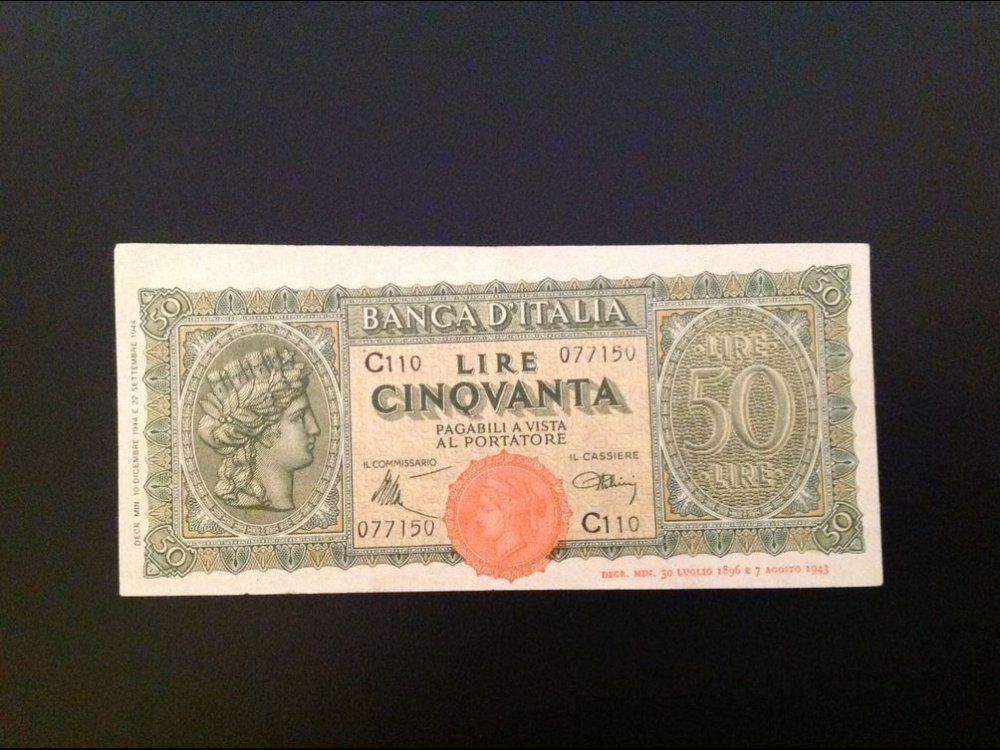 50
50
BANCA D'ITALIA
C110
LIRE
077150
CINQVANTA
PAGABILI A VISTA
AL PORTATORE
IL COMMISSARIO
IL CASSIERE
077150
C110
LIRE
50
LIRE
50
50
DECR. MIN. 10 DICEMBRE 1944 E 22 SETTEMBRE 1944
DECR. MIN. 30 LUGLIO 1896 E 7 AGOSTO 1943